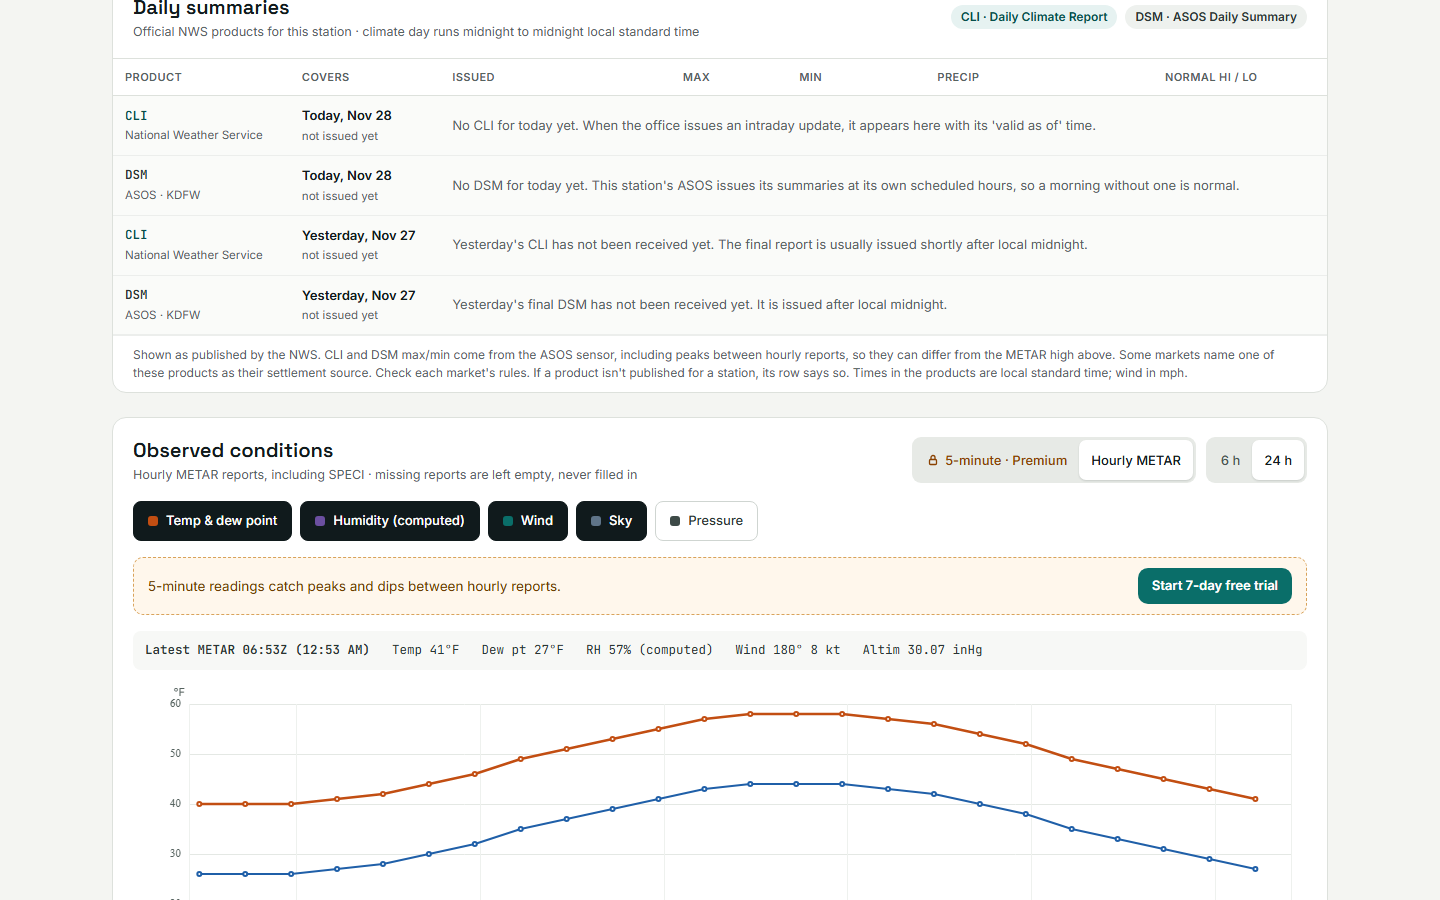 Daily summaries
Official NWS products for this station · climate day runs midnight to midnight local standard time
CLI · Daily Climate Report
DSM · ASOS Daily Summary
PRODUCT COVERS ISSUED MAX MIN PRECIP NORMAL HI / LO
CLI
National Weather Service
Today, Nov 28
not issued yet
No CLI for today yet. When the office issues an intraday update, it appears here with its 'valid as of' time.
DSM
ASOS · KDFW
Today, Nov 28
not issued yet
No DSM for today yet. This station's ASOS issues its summaries at its own scheduled hours, so a morning without one is normal.
CLI
National Weather Service
Yesterday, Nov 27
not issued yet
Yesterday's CLI has not been received yet. The final report is usually issued shortly after local midnight.
DSM
ASOS · KDFW
Yesterday, Nov 27
not issued yet
Yesterday's final DSM has not been received yet. It is issued after local midnight.
Shown as published by the NWS. CLI and DSM max/min come from the ASOS sensor, including peaks between hourly reports, so they can differ from the METAR high above. Some markets name one of
these products as their settlement source. Check each market's rules. If a product isn't published for a station, its row says so. Times in the products are local standard time; wind in mph.
Observed conditions
Hourly METAR reports, including SPECI · missing reports are left empty, never filled in
5-minute · Premium
Hourly METAR
6 h
24 h
Temp & dew point
Humidity (computed)
Wind
Sky
Pressure
5-minute readings catch peaks and dips between hourly reports.
Start 7-day free trial
Latest METAR 06:53Z (12:53 AM) Temp 41°F Dew pt 27°F RH 57% (computed) Wind 180° 8 kt Altim 30.07 inHg
°F
60
50
40
30